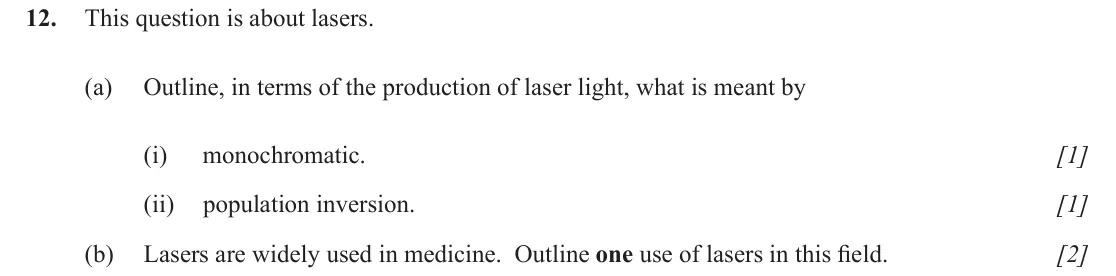 12. This question is about lasers.
(a) Outline, in terms of the production of laser light, what is meant by
(i) monochromatic. [1]
(ii) population inversion. [1]
(b) Lasers are widely used in medicine. Outline one use of lasers in this field. [2]